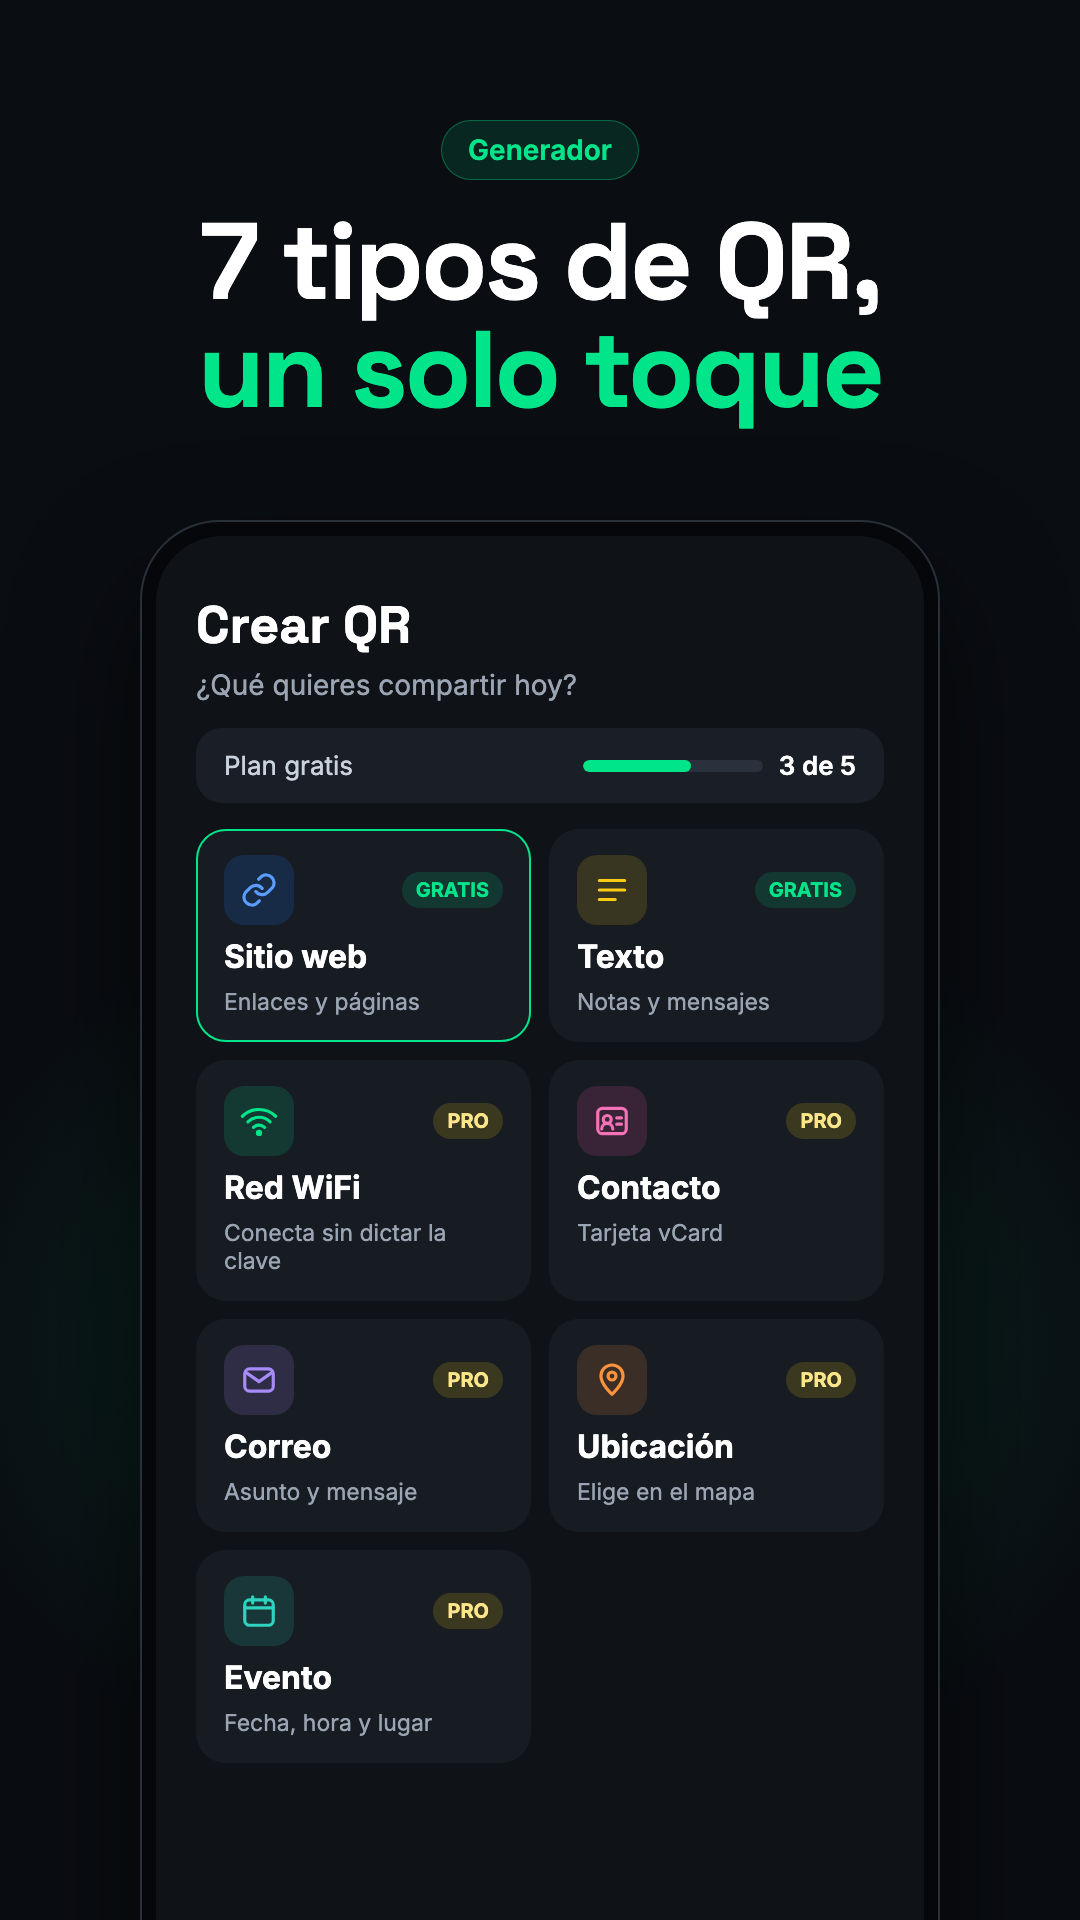 Generador
7 tipos de QR,
un solo toque
Crear QR
¿Qué quieres compartir hoy?
Plan gratis
3 de 5
GRATIS
Sitio web
Enlaces y páginas
GRATIS
Texto
Notas y mensajes
PRO
Red WiFi
Conecta sin dictar la
clave
PRO
Contacto
Tarjeta vCard
PRO
Correo
Asunto y mensaje
PRO
Ubicación
Elige en el mapa
PRO
Evento
Fecha, hora y lugar